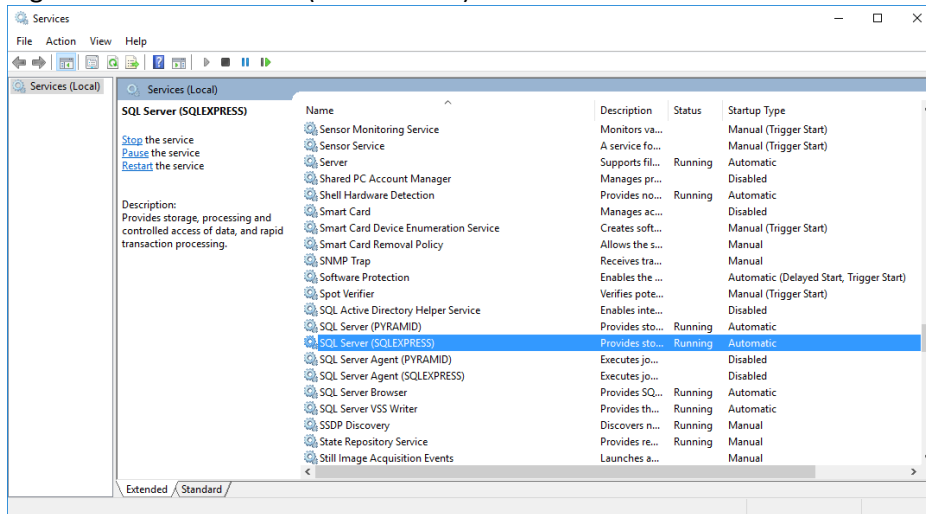 Services
File Action View Help
Services (Local)
Services (Local)
SQL Server (SQLEXPRESS)
Stop the service
Pause the service
Restart the service
Description:
Provides storage, processing and
controlled access of data, and rapid
transaction processing.
Name Description Status Startup Type
Sensor Monitoring Service Monitors va... Manual (Trigger Start)
Sensor Service A service fo... Manual (Trigger Start)
Server Supports fil... Running Automatic
Shared PC Account Manager Manages pr... Disabled
Shell Hardware Detection Provides no... Running Automatic
Smart Card Manages ac... Disabled
Smart Card Device Enumeration Service Creates soft... Manual (Trigger Start)
Smart Card Removal Policy Allows the s... Manual
SNMP Trap Receives tra... Manual
Software Protection Enables the ... Automatic (Delayed Start, Trigger Start)
Spot Verifier Verifies pote... Manual (Trigger Start)
SQL Active Directory Helper Service Enables inte... Disabled
SQL Server (PYRAMID) Provides sto... Running Automatic
SQL Server (SQLEXPRESS) Provides sto... Running Automatic
SQL Server Agent (PYRAMID) Executes jo... Disabled
SQL Server Agent (SQLEXPRESS) Executes jo... Disabled
SQL Server Browser Provides SQ... Running Automatic
SQL Server VSS Writer Provides th... Running Automatic
SSDP Discovery Discovers n... Running Manual
State Repository Service Provides re... Running Manual
Still Image Acquisition Events Launches a... Manual
Extended Standard